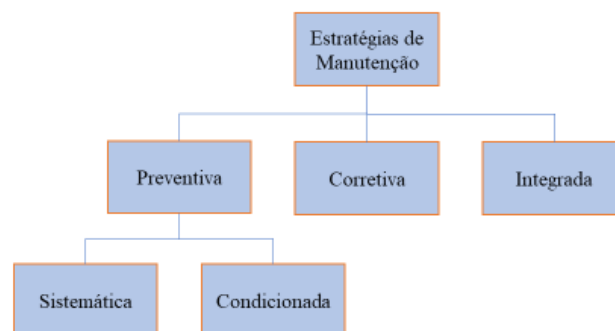 Estratégias de
Manutenção
Preventiva
Corretiva
Integrada
Sistemática
Condicionada